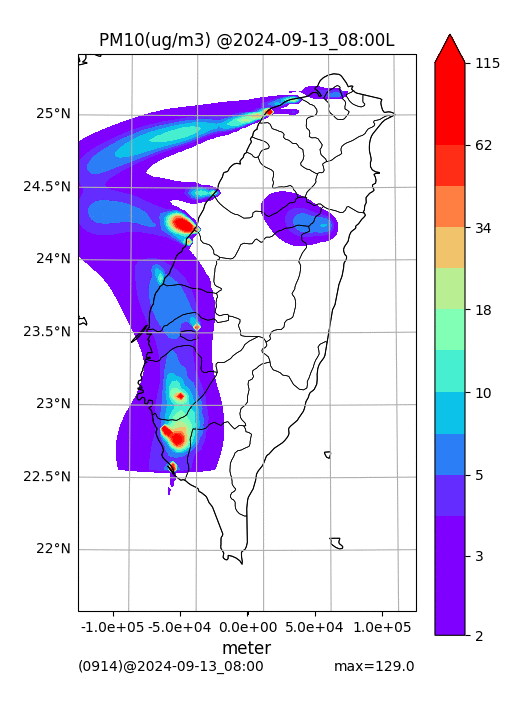 PM10(ug/m3) @2024-09-13_08:00L
25°N
24.5°N
24°N
23.5°N
23°N
22.5°N
22°N
-1.0e+05 -5.0e+04 0.0e+00 5.0e+04 1.0e+05
meter
(0914)@2024-09-13_08:00 max=129.0
115
62
34
18
10
5
3
2